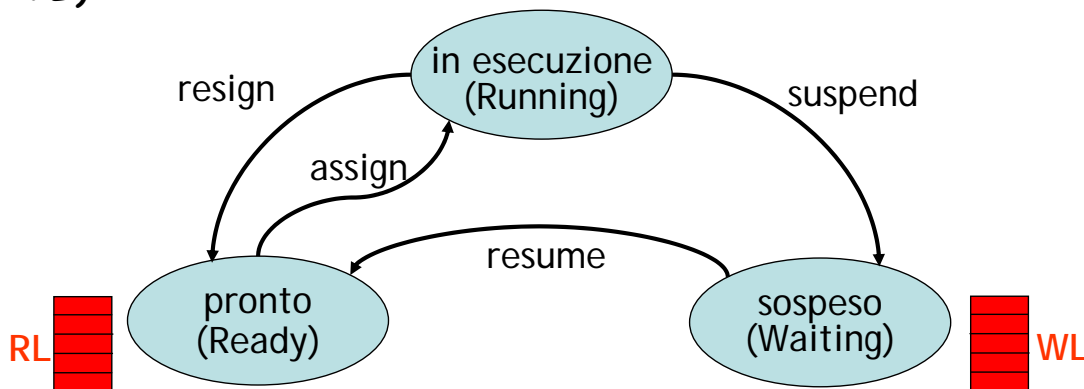 in esecuzione
(Running)
resign
suspend
assign
resume
pronto
(Ready)
sospeso
(Waiting)
RL
WL